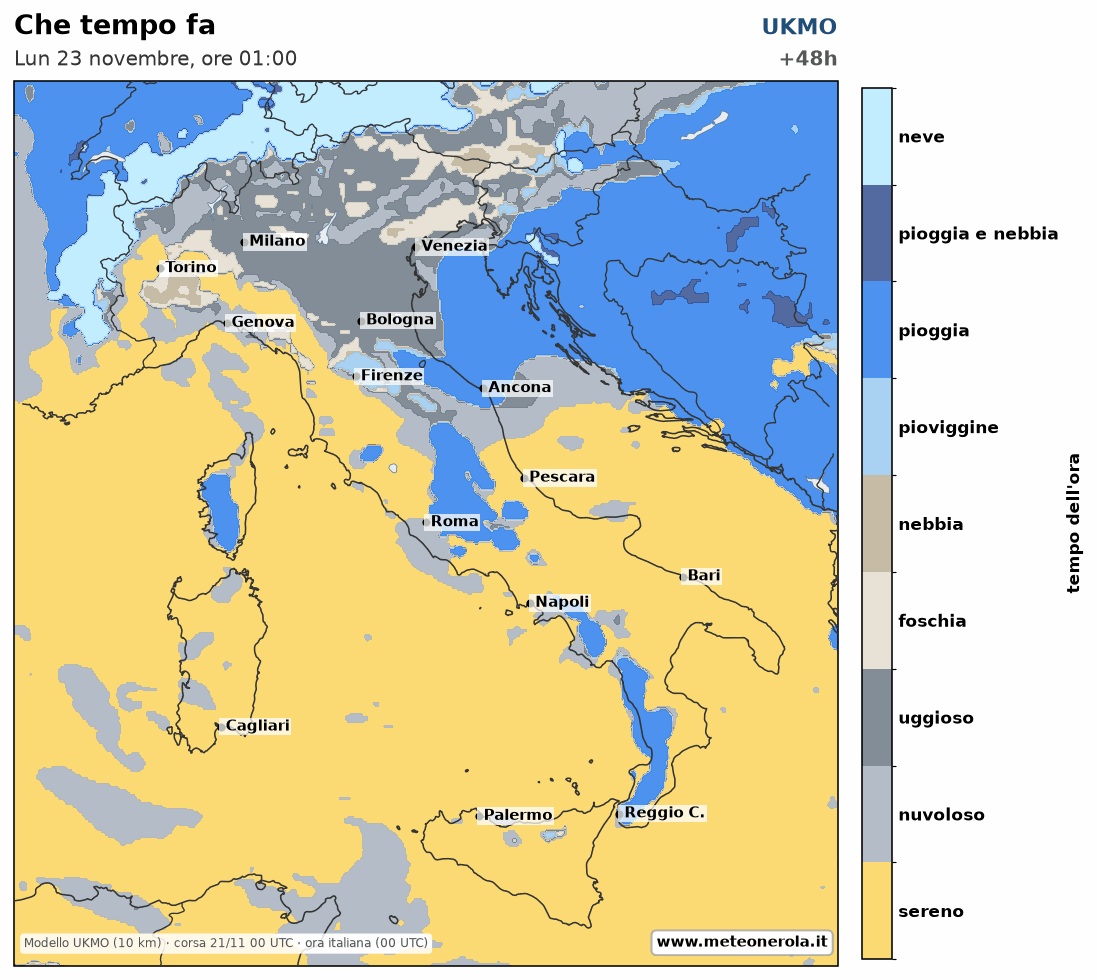 Che tempo fa
UKMO
Lun 23 novembre, ore 01:00
+48h
neve
pioggia e nebbia
pioggia
pioviggine
nebbia
foschia
uggioso
nuvoloso
sereno
tempo dell'ora
Milano
Venezia
Torino
Genova
Bologna
Firenze
Ancona
Pescara
Roma
Bari
Napoli
Cagliari
Palermo
Reggio C.
Modello UKMO (10 km) · corsa 21/11 00 UTC · ora italiana (00 UTC)
www.meteonerola.it